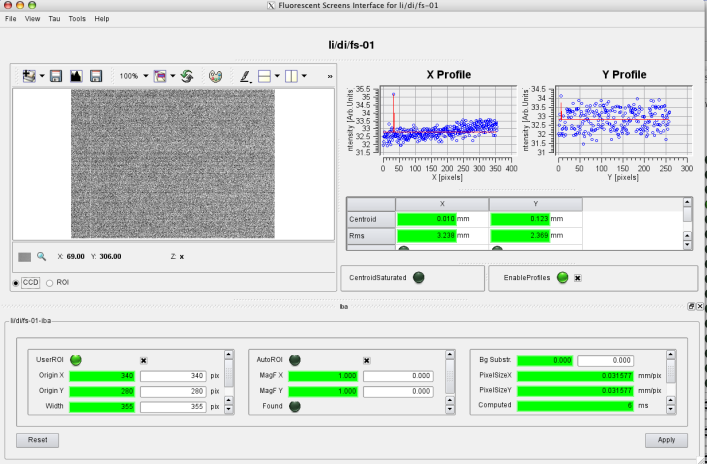 Fluorescent Screens Interface for li/di/fs-01
File View Tau Tools Help
li/di/fs-01
100% »
X: 69.00 Y: 306.00 Z: x
CCD ROI
X Profile
Intensity [Arb.Units]
35.5
35
34.5
34
33.5
33
32.5
32
31.5
0 50 100 150 200 250 300 350 400
X [pixels]
Y Profile
Intensity [Arb.Units]
34.5
34
33.5
33
32.5
32
31.5
31
0 50 100 150 200 250 300
Y [pixels]
X Y
Centroid 0.010 mm 0.123 mm
Rms 3.238 mm 2.369 mm
CentroidSaturated
EnableProfiles
iba
li/di/fs-01-iba
UserROI
Origin X 340 340 pix
Origin Y 280 280 pix
Width 355 355 pix
AutoROI
MagF X 1.000 0.000
MagF Y 1.000 0.000
Found
Bg Substr. 0.000 0.000
PixelSizeX 0.031577 mm/pix
PixelSizeY 0.031577 mm/pix
Computed 6 ms
Reset
Apply